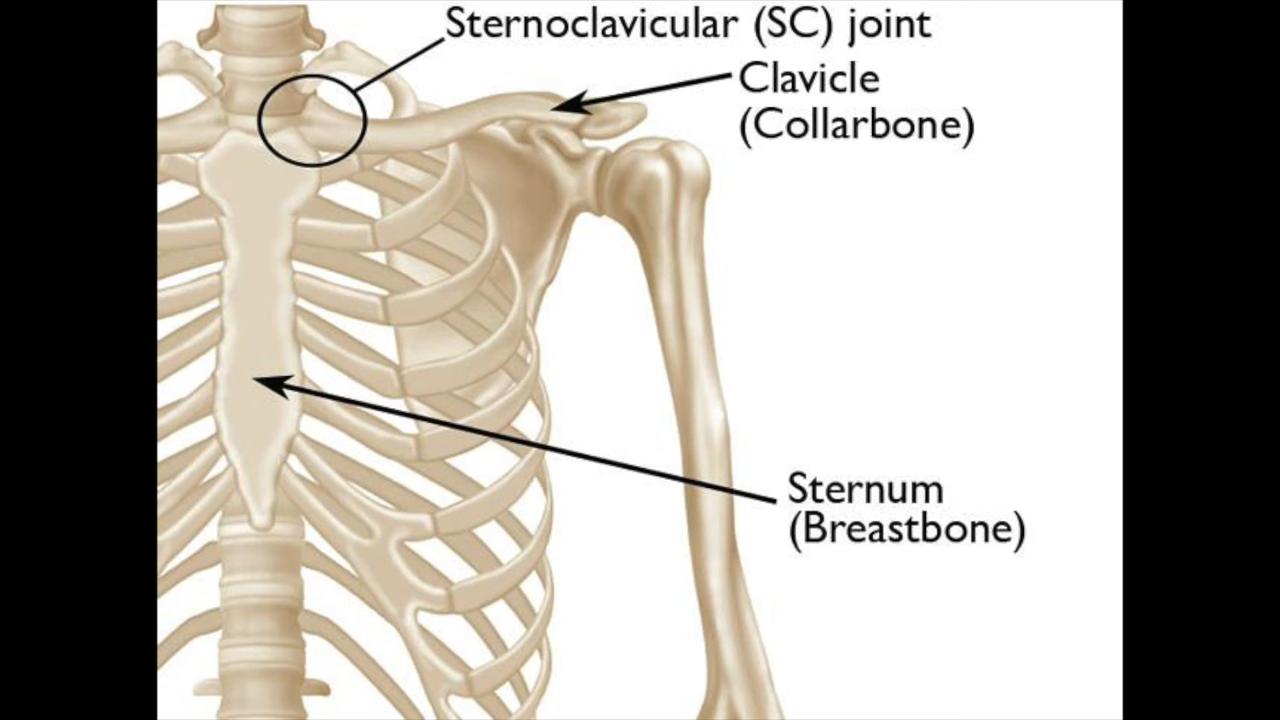 Sternoclavicular (SC) joint
Clavicle
(Collarbone)
Sternum
(Breastbone)